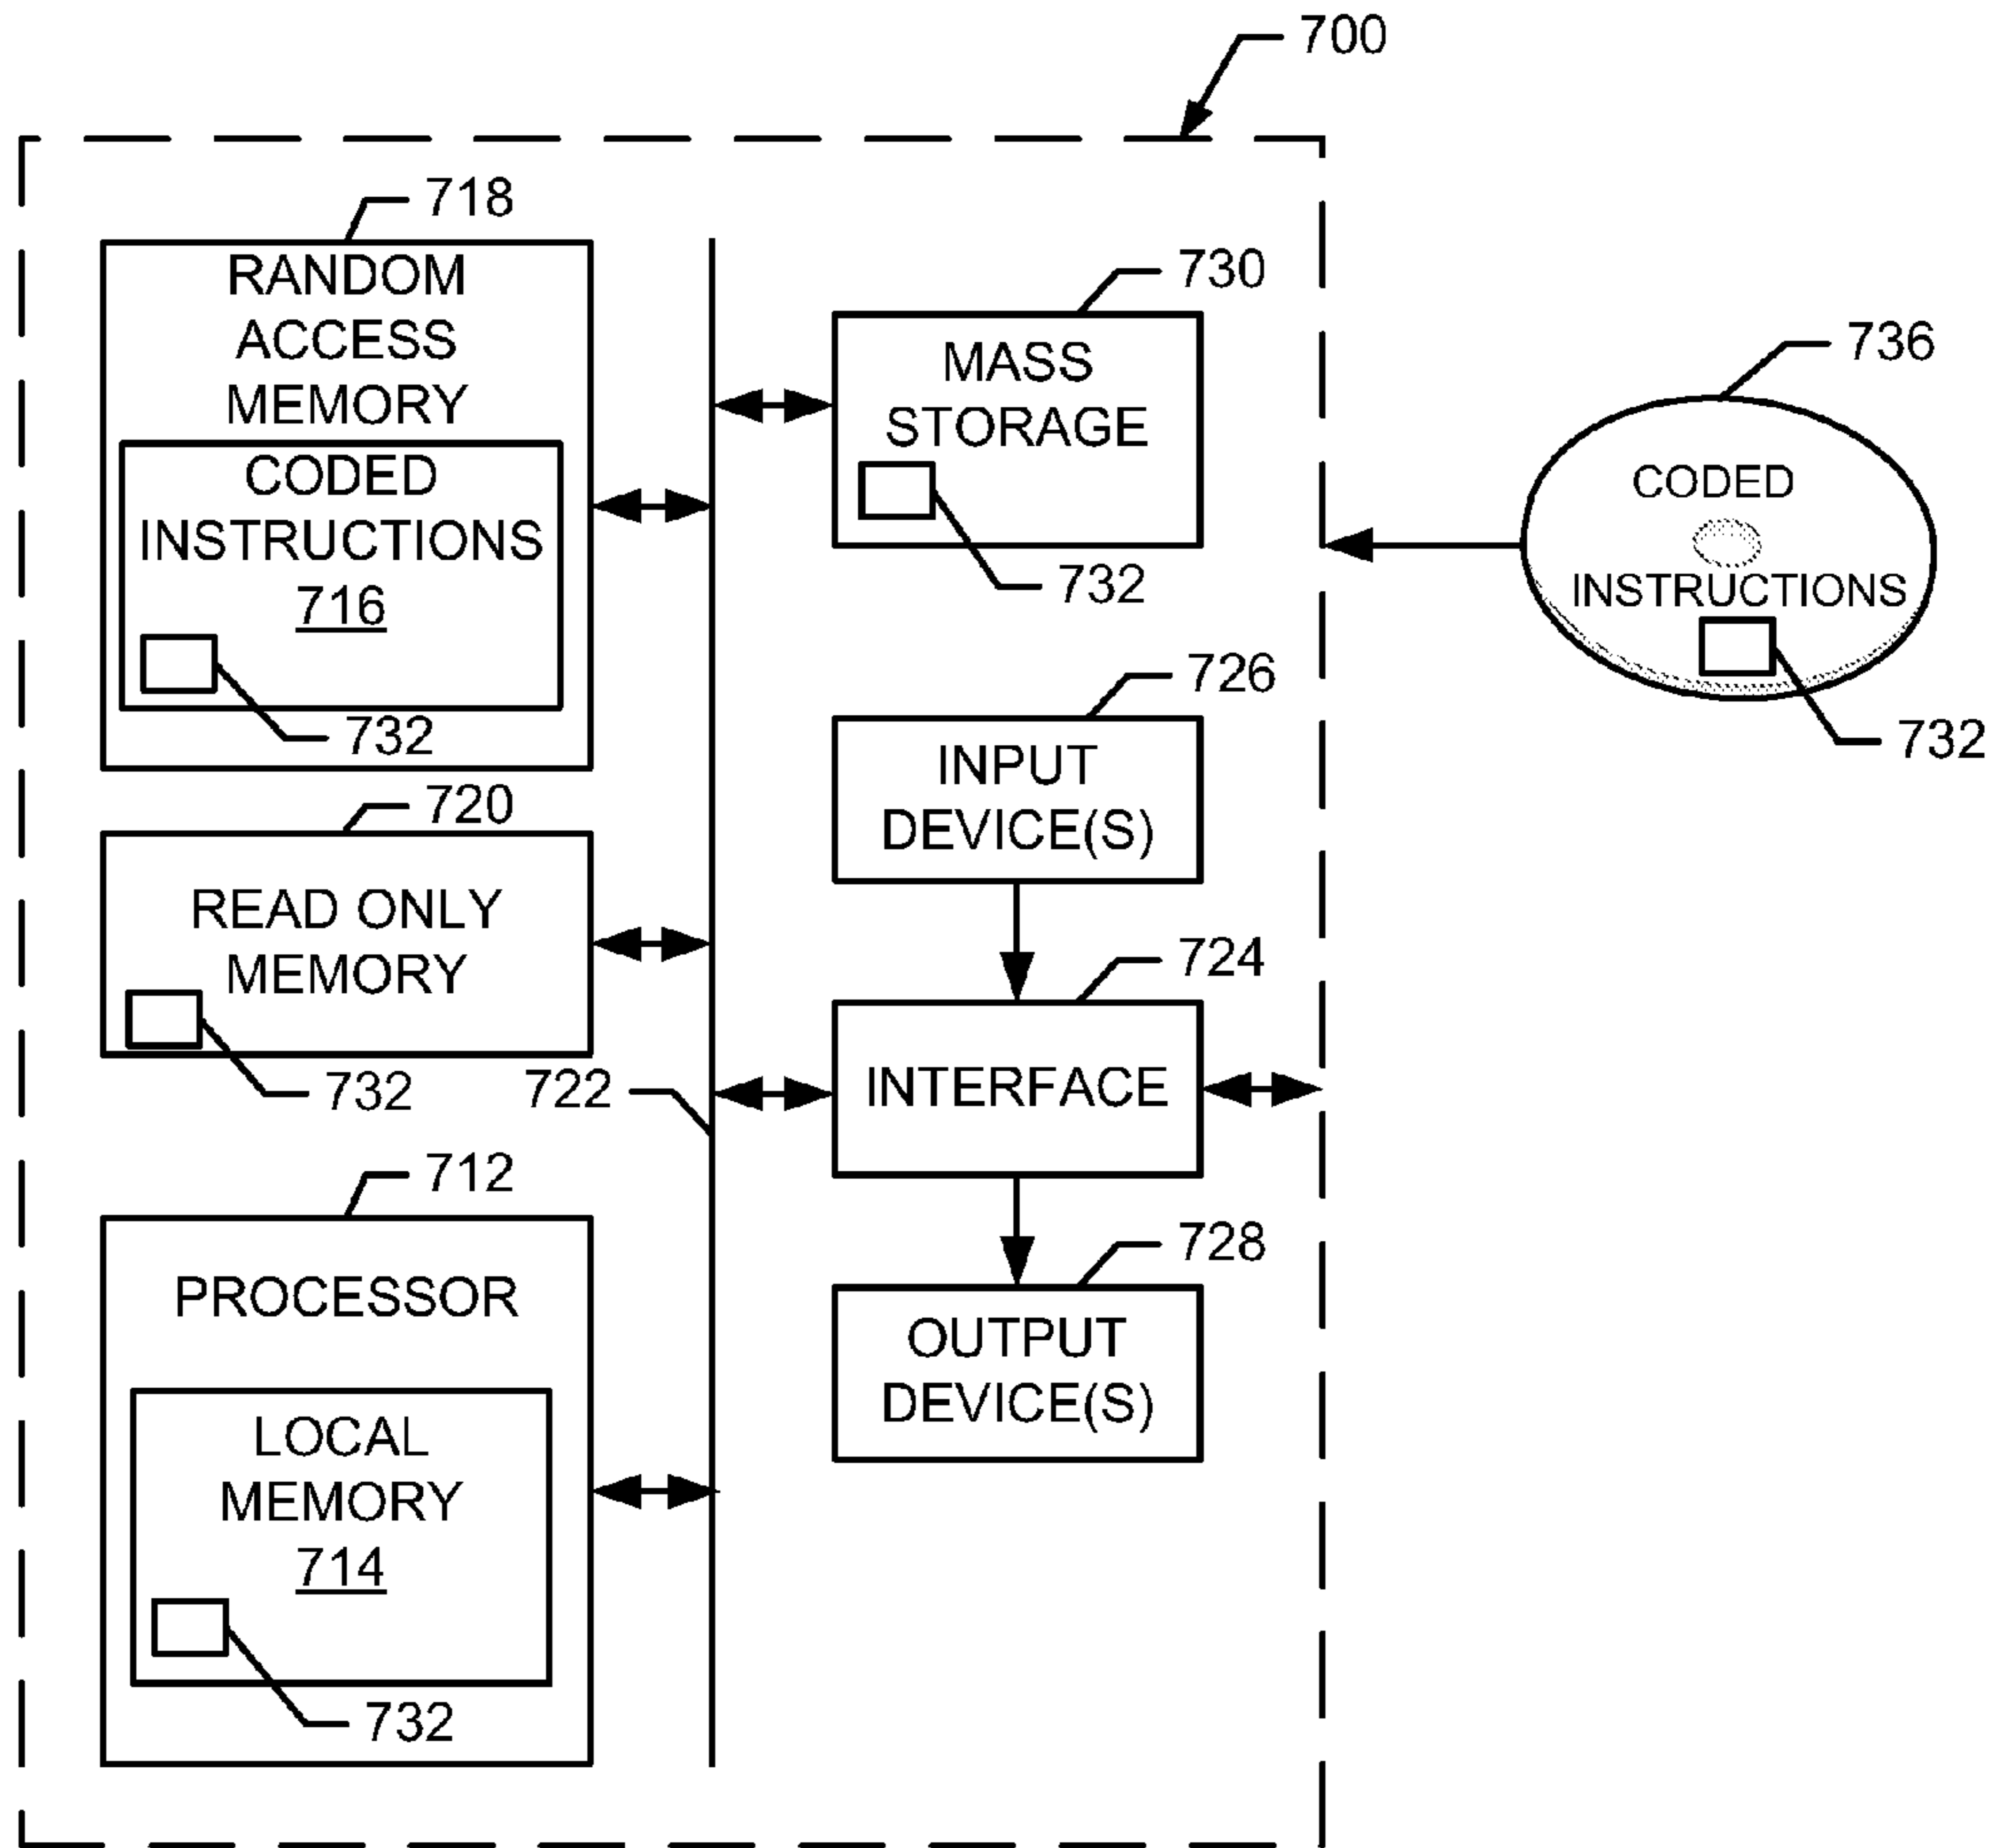 700
718
RANDOM
ACCESS
MEMORY
CODED
INSTRUCTIONS
716
732
720
READ ONLY
MEMORY
732
722
712
PROCESSOR
LOCAL
MEMORY
714
732
730
MASS
STORAGE
732
726
INPUT
DEVICE(S)
724
INTERFACE
728
OUTPUT
DEVICE(S)
736
CODED
INSTRUCTIONS
732